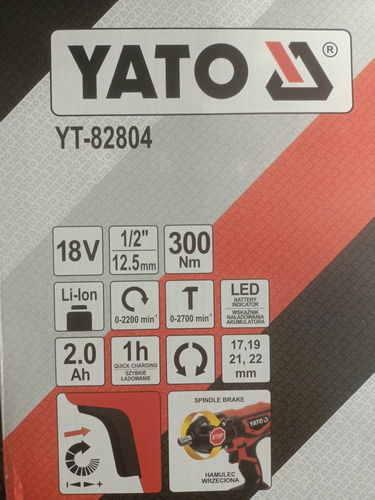 YATO ®
YT-82804
18V
1/2"
12.5mm
300
Nm
Li-Ion
0-2200 min-1
0-2700 min-1
LED
BATTERY
INDICATOR
WSKAŹNIK
NAŁADOWANIA
AKUMULATORA
2.0
Ah
1h
QUICK CHARGING
SZYBKIE
ŁADOWANIE
17,19
21, 22
mm
SPINDLE BRAKE
YATO
STOP
HAMULEC
WRZECIONA
I
+